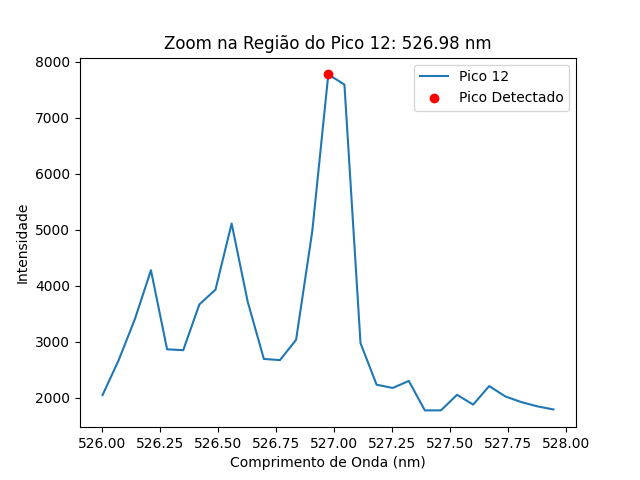 Zoom na Região do Pico 12: 526.98 nm
Pico 12
Pico Detectado
8000
7000
6000
5000
4000
3000
2000
Intensidade
526.00 526.25 526.50 526.75 527.00 527.25 527.50 527.75 528.00
Comprimento de Onda (nm)